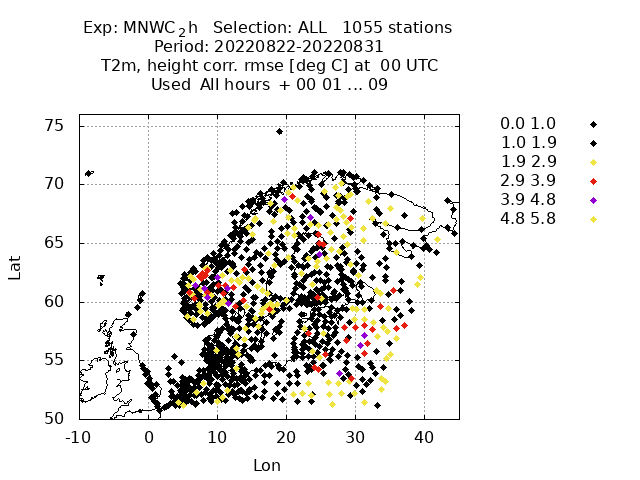 Exp: MNWC₂h   Selection: ALL   1055 stations
Period: 20220822-20220831
T2m, height corr. rmse [deg C] at  00 UTC
Used  All hours  + 00 01 ... 09
0.0 1.0
1.0 1.9
1.9 2.9
2.9 3.9
3.9 4.8
4.8 5.8
75
70
65
60
55
50
Lat
-10 0 10 20 30 40
Lon